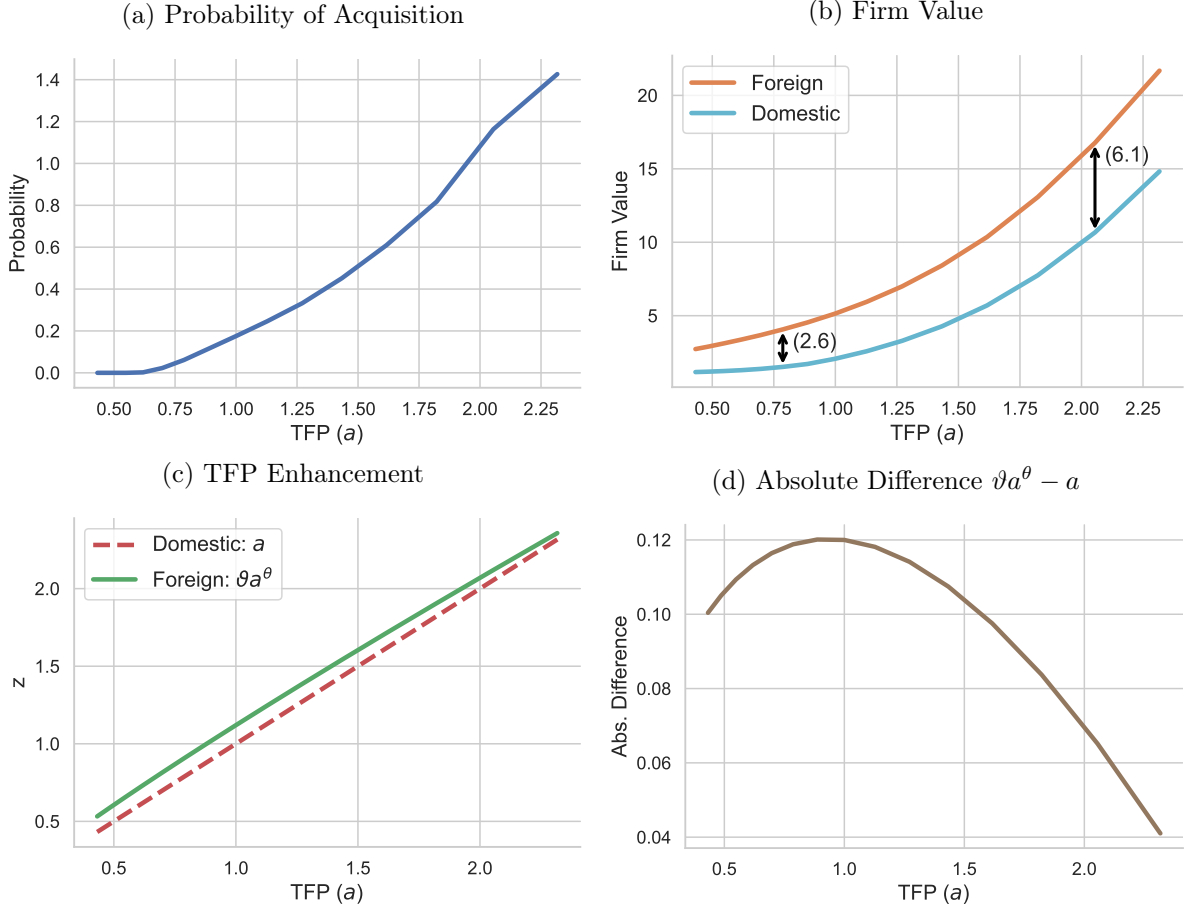 (a) Probability of Acquisition
Probability
1.4
1.2
1.0
0.8
0.6
0.4
0.2
0.0
0.50 0.75 1.00 1.25 1.50 1.75 2.00 2.25
TFP (a)
(b) Firm Value
Firm Value
Foreign
Domestic
20
15
10
5
(6.1)
(2.6)
0.50 0.75 1.00 1.25 1.50 1.75 2.00 2.25
TFP (a)
(c) TFP Enhancement
z
Domestic: a
Foreign: ϑa^θ
2.0
1.5
1.0
0.5
0.5 1.0 1.5 2.0
TFP (a)
(d) Absolute Difference ϑa^θ − a
Abs. Difference
0.12
0.10
0.08
0.06
0.04
0.5 1.0 1.5 2.0
TFP (a)